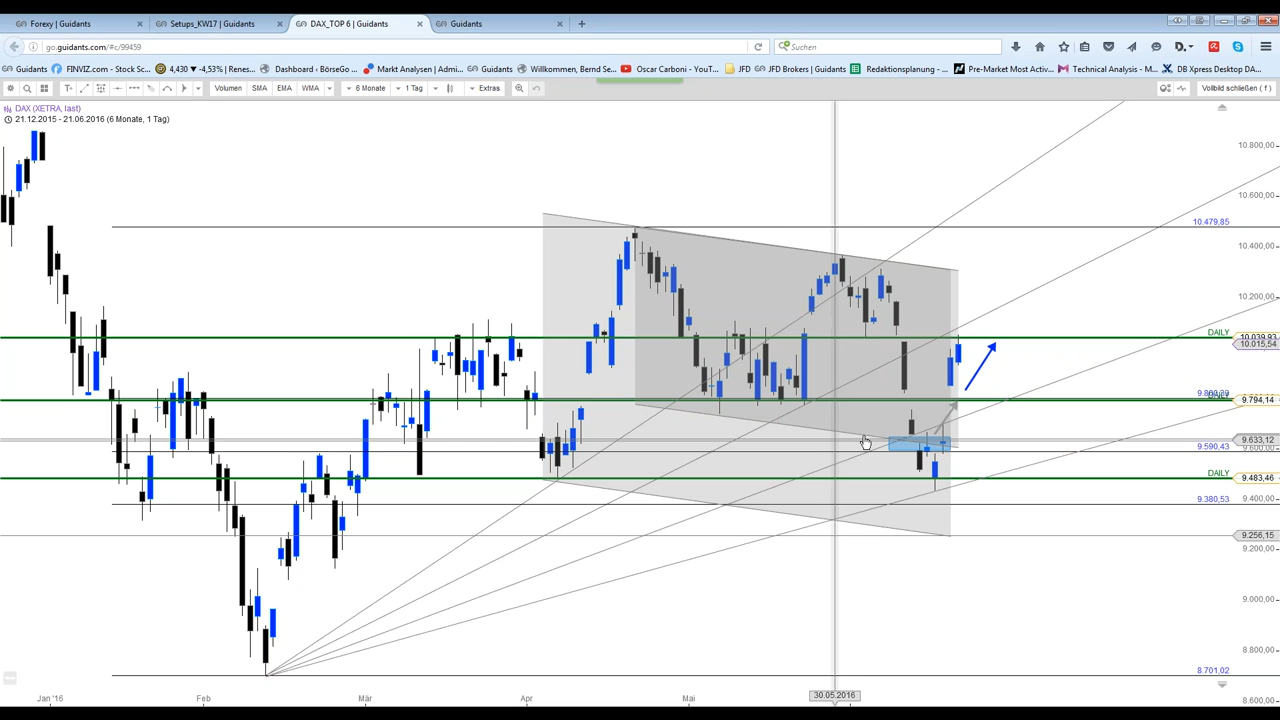 Forexy | Guidants
Setups_KW17 | Guidants
DAX_TOP 6 | Guidants
Guidants
go.guidants.com/#c/99459
Suchen
Guidants
FINVIZ.com - Stock Sc...
4,430 ▾ -4,53% | Renes...
Dashboard ‹ BörseGo ...
Markt Analysen | Admi...
Willkommen, Bernd Se...
Oscar Carboni - YouT...
JFD
JFD Brokers | Guidants
Redaktionsplanung - ...
Pre-Market Most Activ...
Technical Analysis - M...
DB Xpress Desktop DA...
Volumen
SMA
EMA
WMA
6 Monate
1 Tag
Extras
Vollbild schließen ( f )
DAX (XETRA, last)
21.12.2015 - 21.06.2016 (6 Monate, 1 Tag)
10.800,00
10.600,00
10.479,85
10.400,00
10.200,00
DAILY
10.039,93
10.015,54
9.794,14
9.633,12
9.600,00
9.590,43
DAILY
9.483,46
9.400,00
9.380,53
9.256,15
9.200,00
9.000,00
8.800,00
8.701,02
8.600,00
Jan '16
Feb
Mär
Apr
Mai
30.05.2016